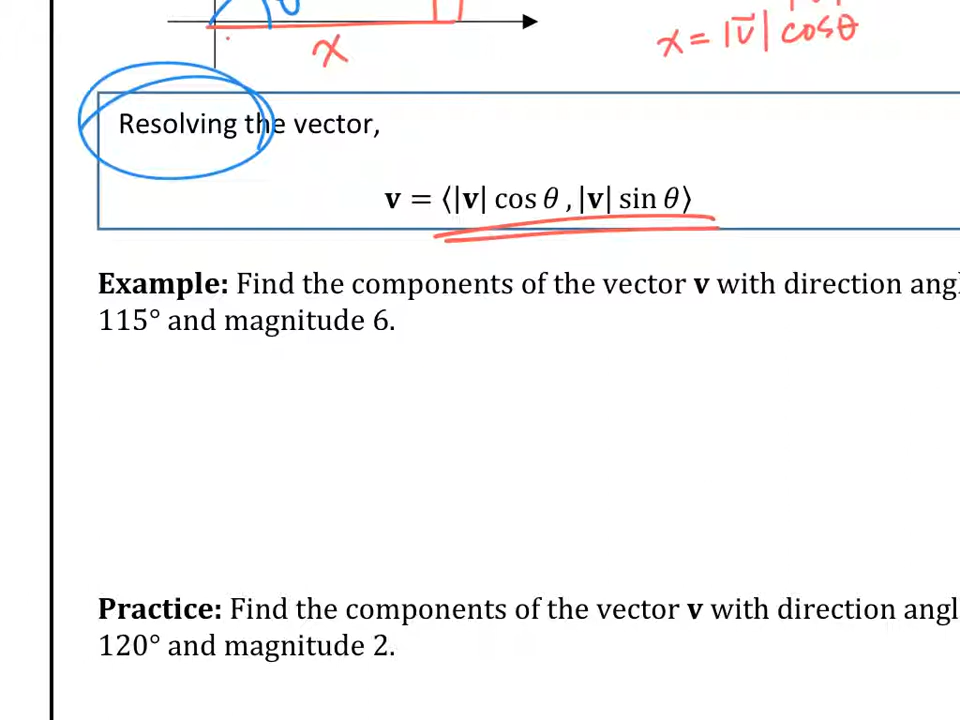 θ
x
x = |v̅| cosθ
Resolving the vector,
v = ⟨|v| cos θ , |v| sin θ⟩
Example: Find the components of the vector v with direction angl
115° and magnitude 6.
Practice: Find the components of the vector v with direction angl
120° and magnitude 2.